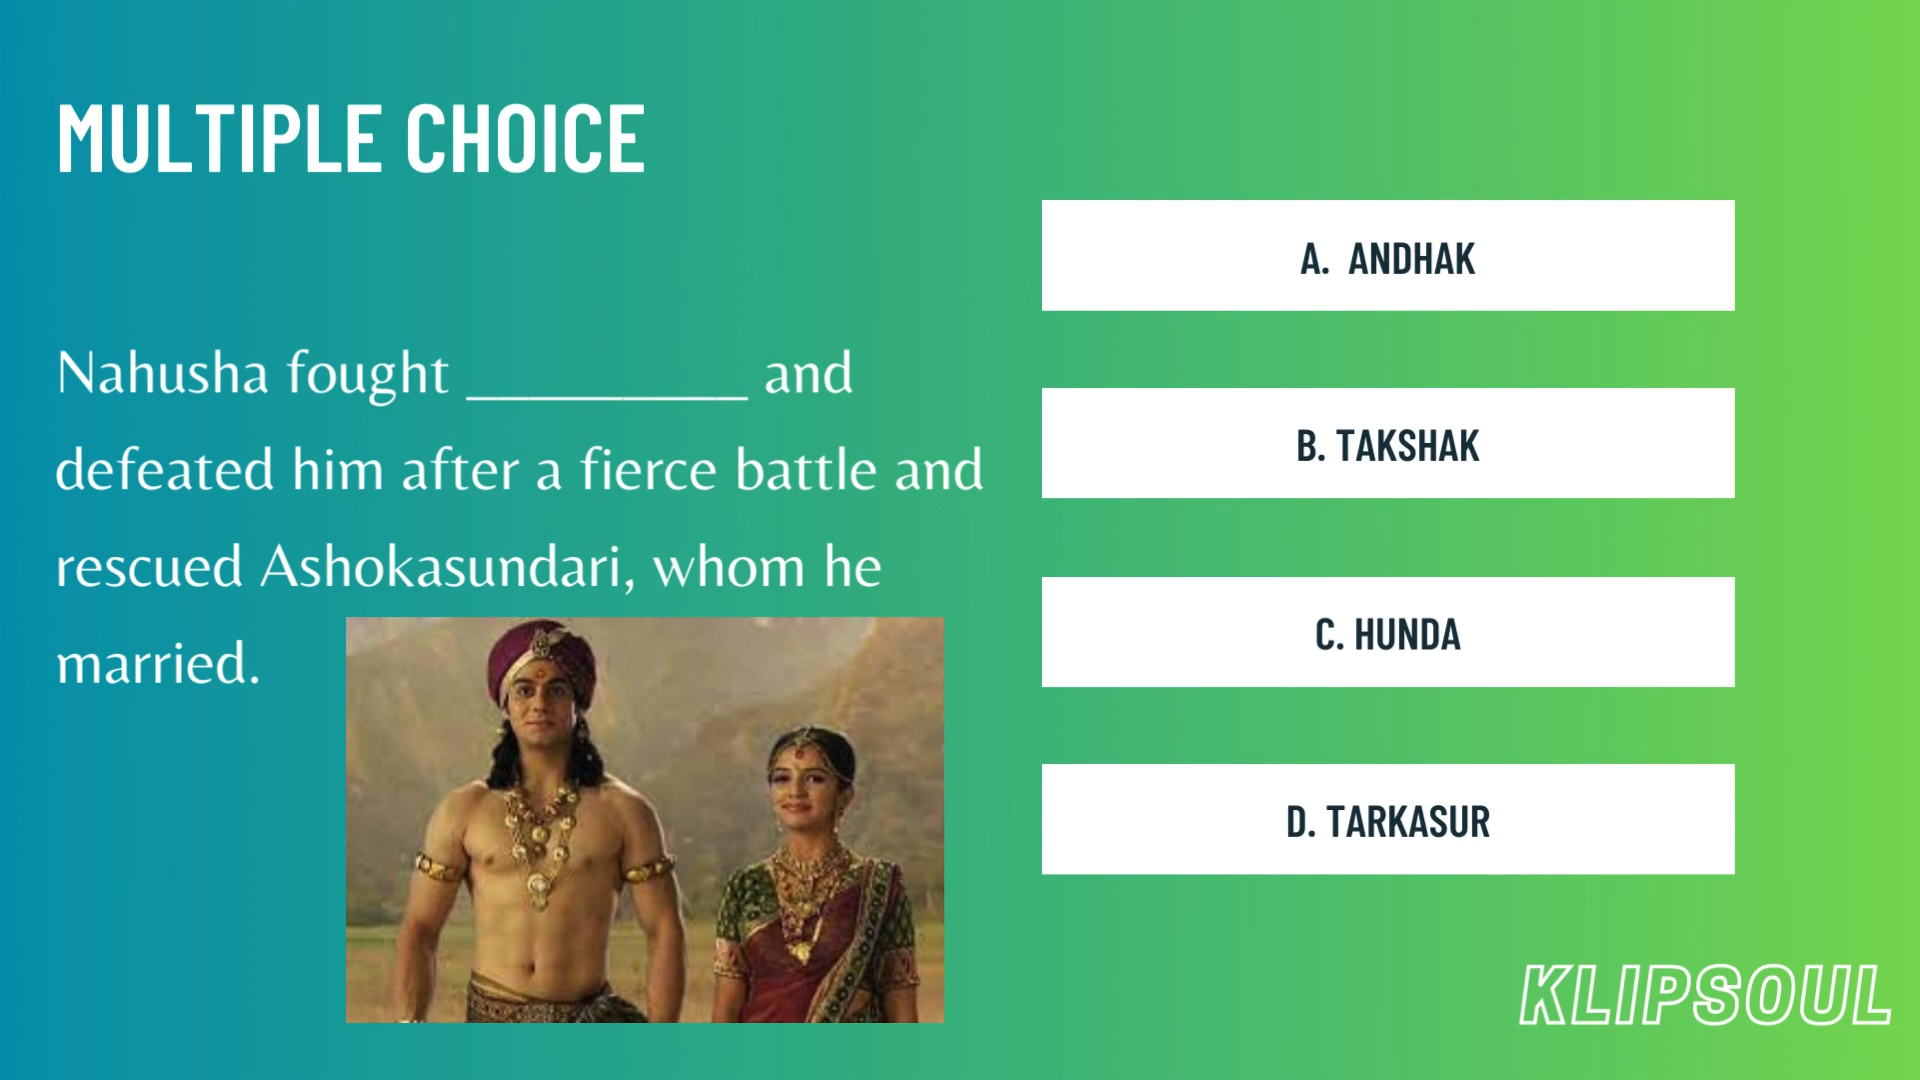 MULTIPLE CHOICE
Nahusha fought _________ and
defeated him after a fierce battle and
rescued Ashokasundari, whom he
married.
A. ANDHAK
B. TAKSHAK
C. HUNDA
D. TARKASUR
KLIPSOUL